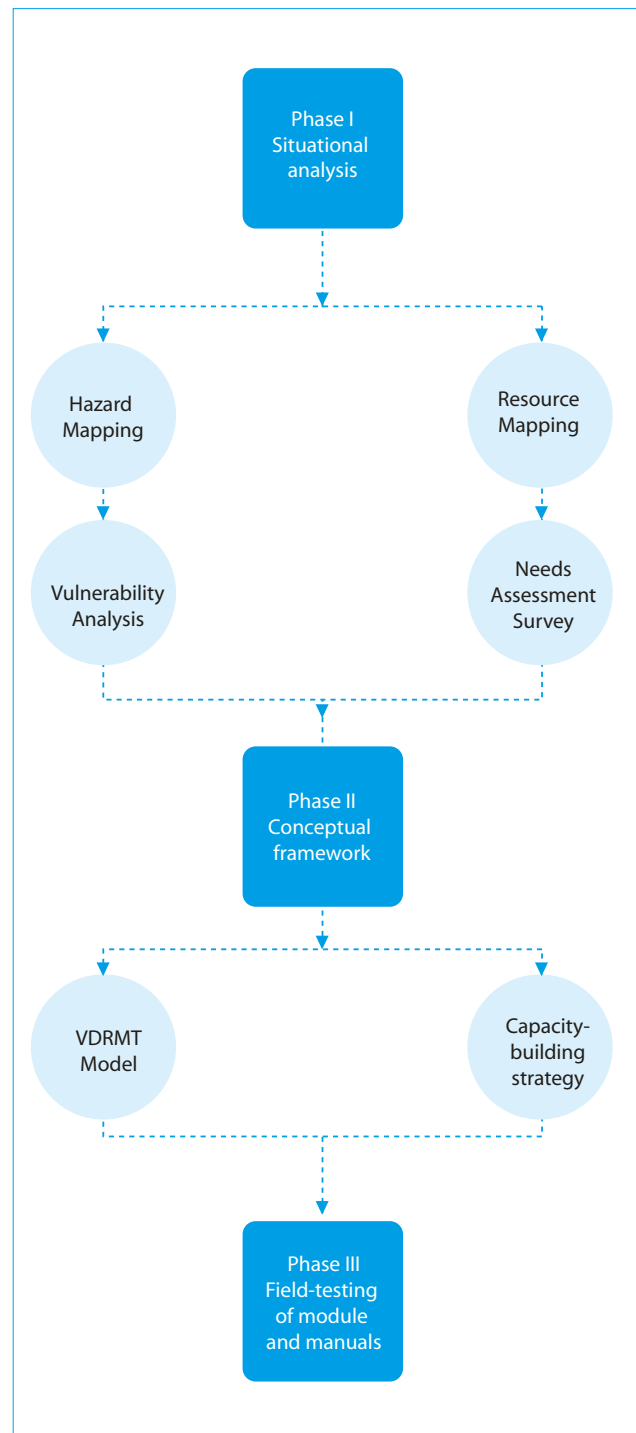 Phase I
Situational
analysis
Hazard
Mapping
Resource
Mapping
Vulnerability
Analysis
Needs
Assessment
Survey
Phase II
Conceptual
framework
VDRMT
Model
Capacity-
building
strategy
Phase III
Field-testing
of module
and manuals